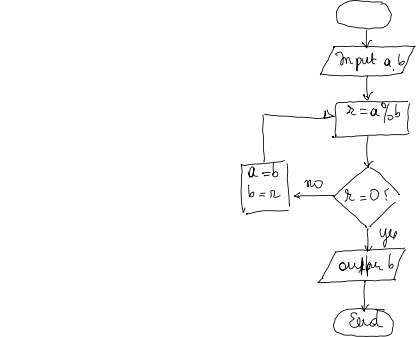 Input a, b
r = a % b
a = b
b = r
no
r = 0 ?
yes
output b
End